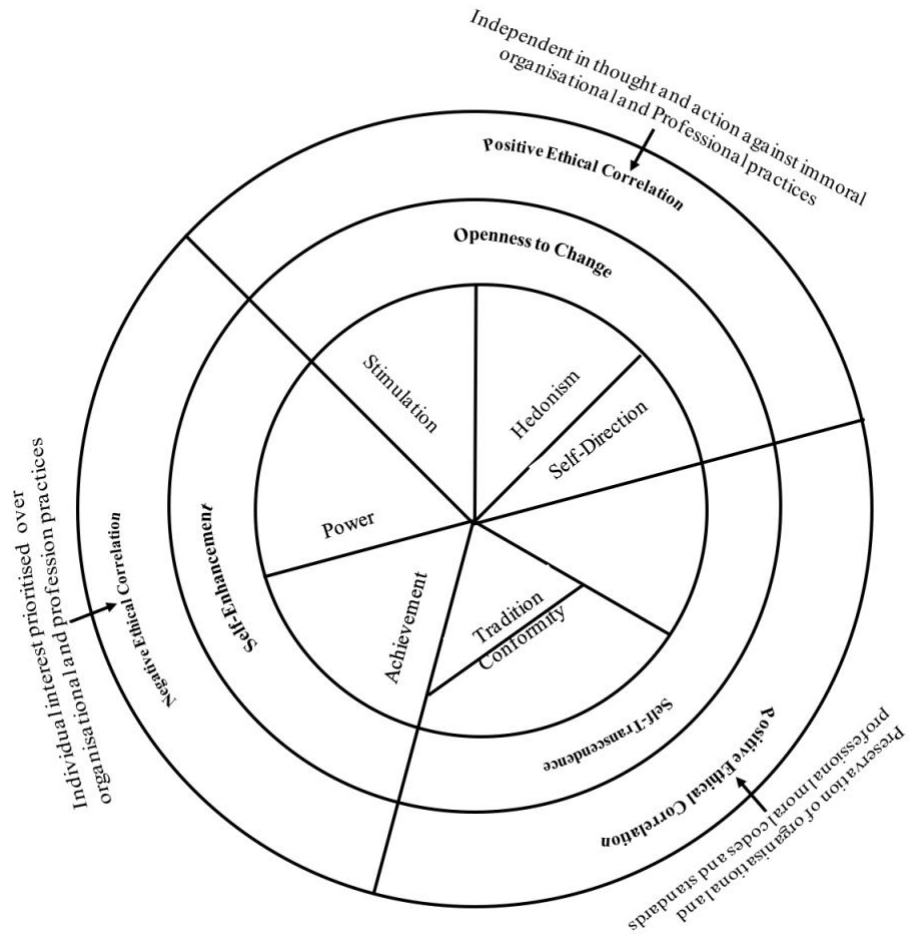 Independent in thought and action against immoral
organisational and Professional practices
Positive Ethical Correlation
Openness to Change
Stimulation
Hedonism
Self-Direction
Power
Achievement
Tradition
Conformity
Self-Enhancement
Negative Ethical Correlation
Individual interest prioritised over
organisational and profession practices
Self-Transcendence
Positive Ethical Correlation
Preservation of organisational and
professional moral codes and standards